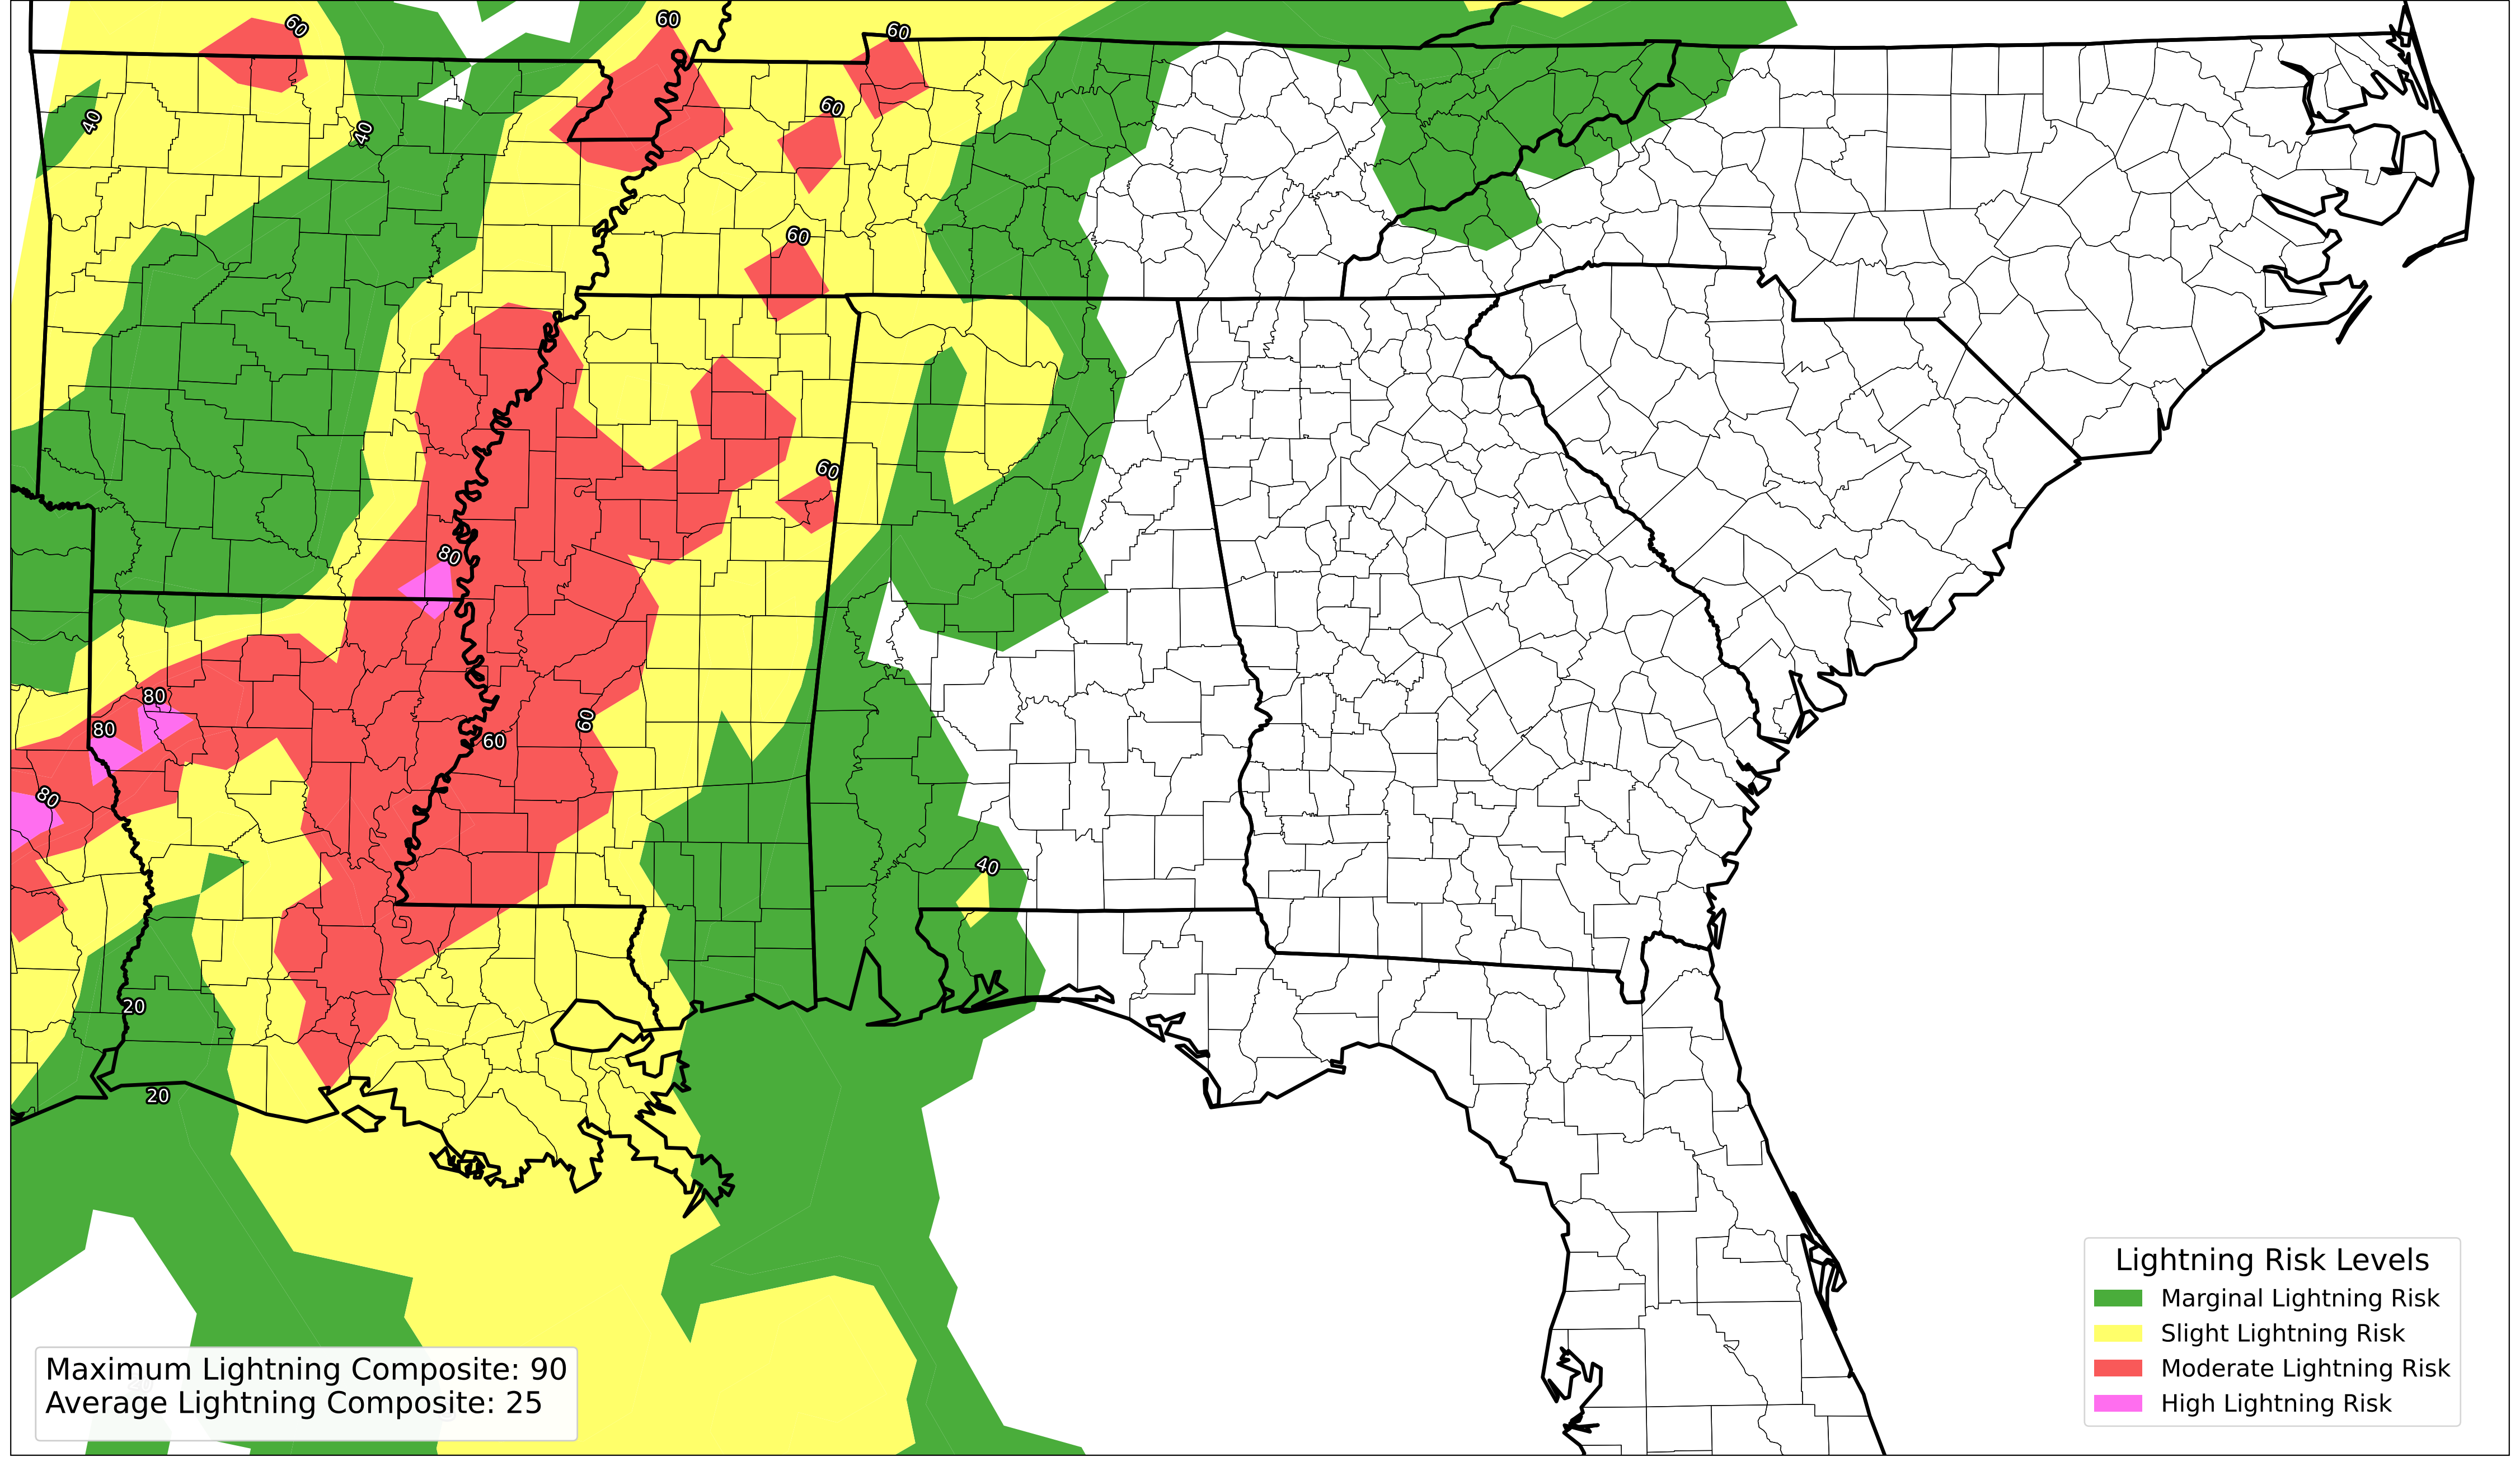 60
60
60
40
40
60
60
60
80
80
60
80
60
80
40
20
20
Lightning Risk Levels
Marginal Lightning Risk
Slight Lightning Risk
Moderate Lightning Risk
High Lightning Risk
Maximum Lightning Composite: 90
Average Lightning Composite: 25